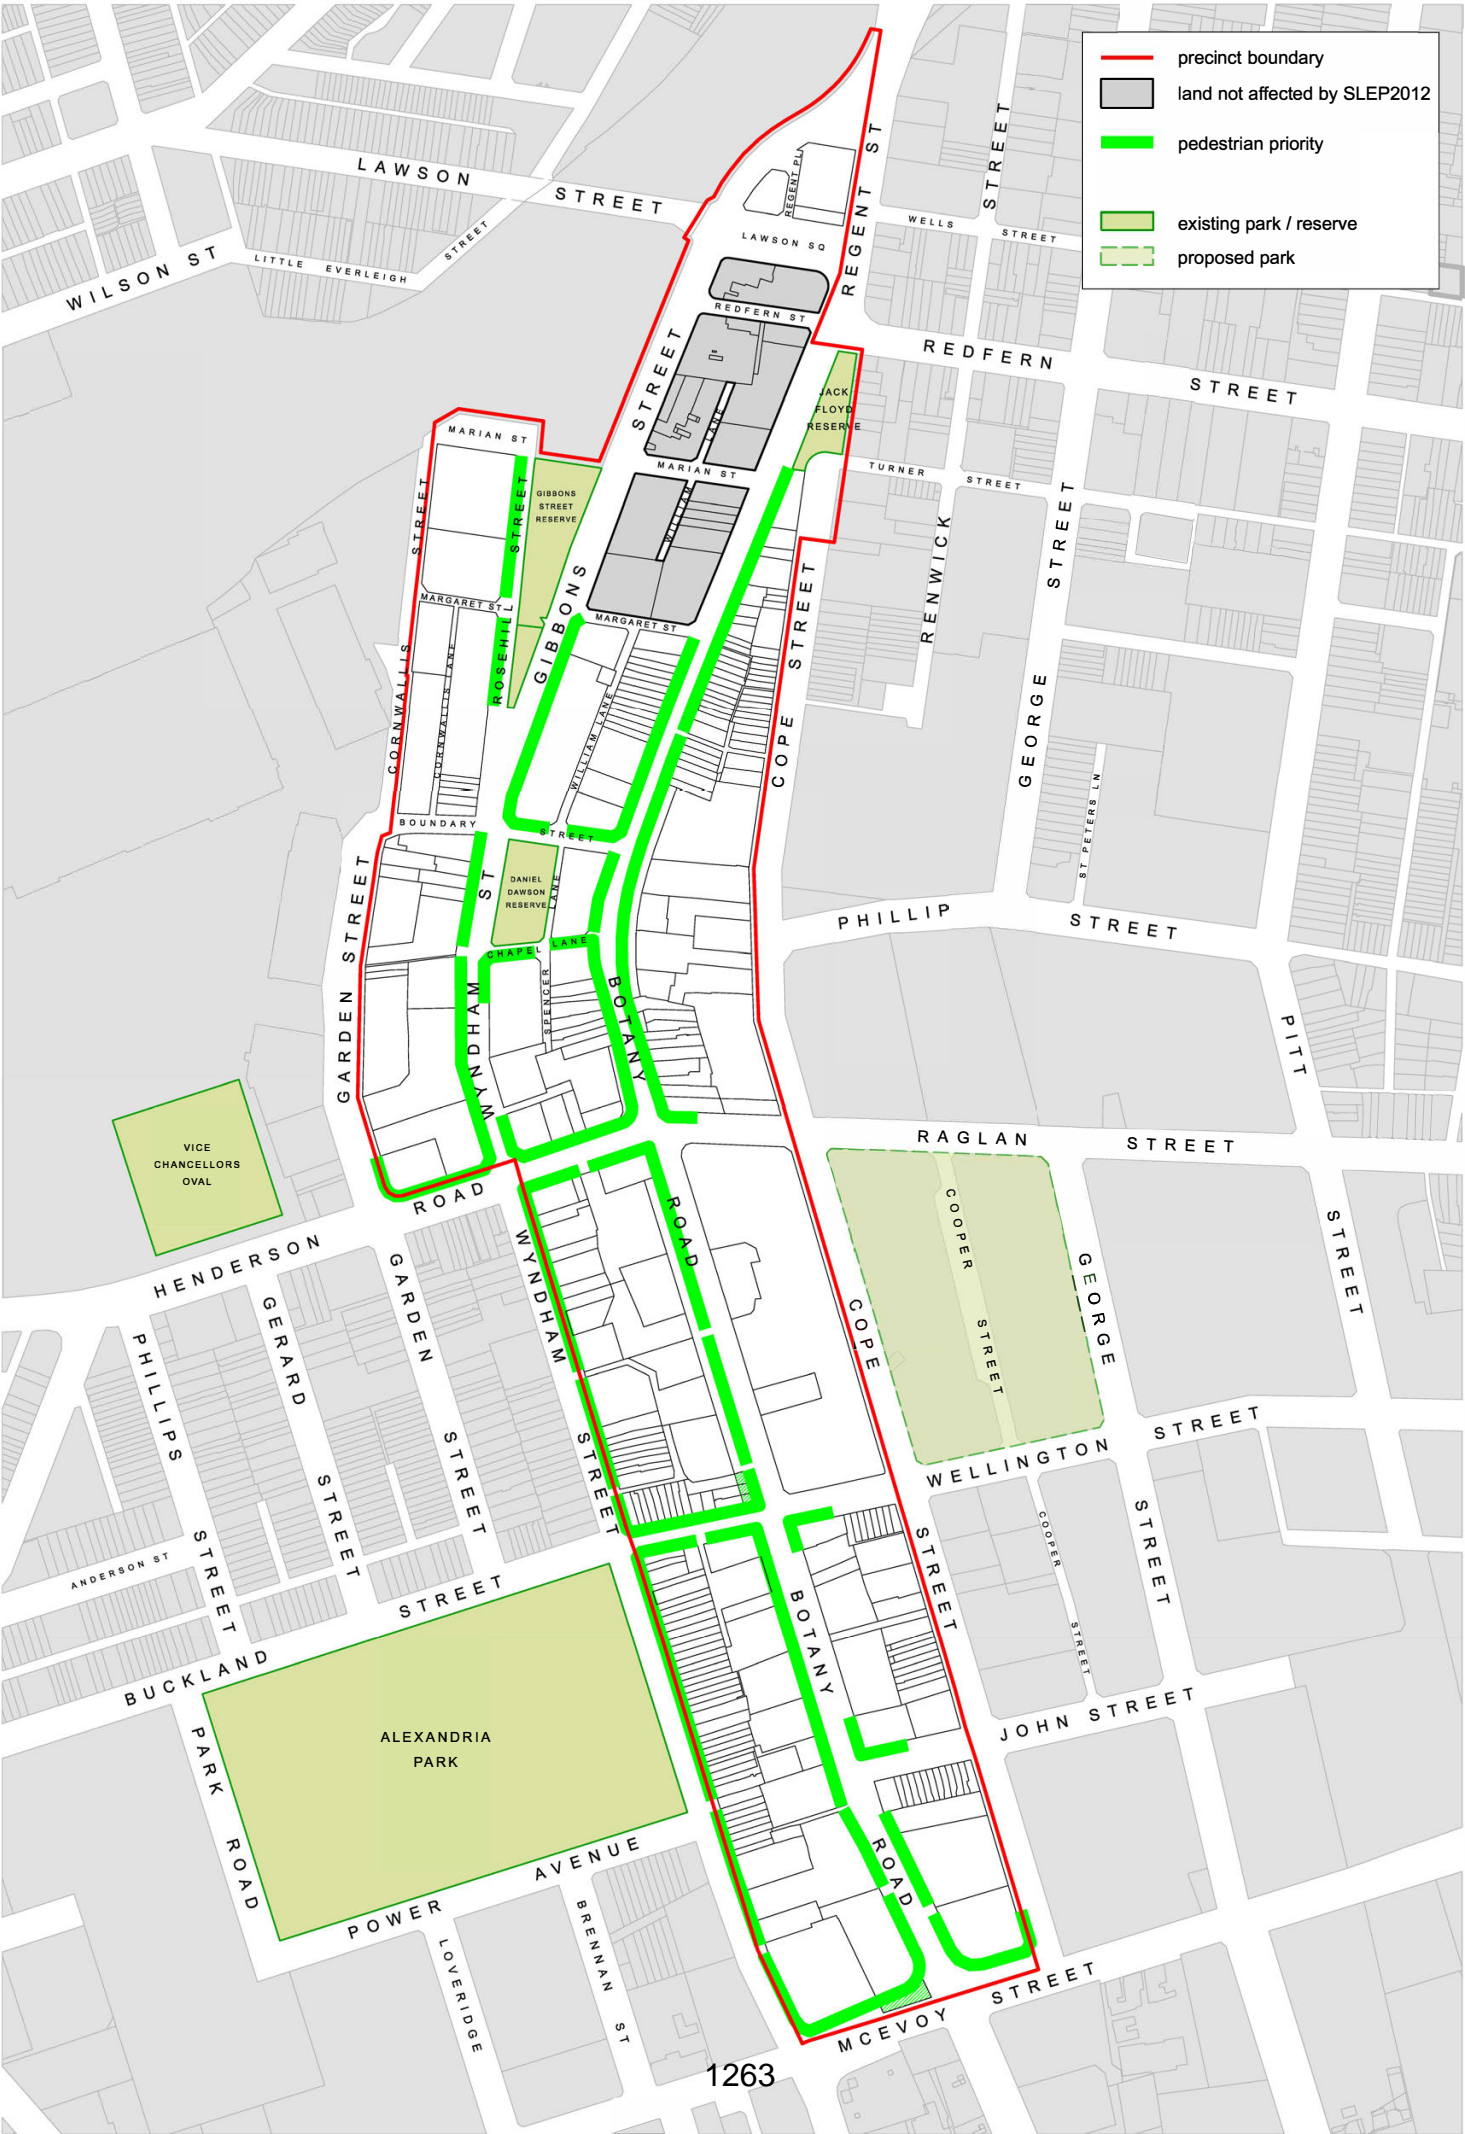 precinct boundary
land not affected by SLEP2012
pedestrian priority
existing park / reserve
proposed park
LAWSON STREET
REGENT ST
REGENT PL
STREET
WELLS STREET
LAWSON SQ
WILSON ST
LITTLE EVERLEIGH STREET
REDFERN ST
REDFERN STREET
JACK
FLOYD
RESERVE
STREET
LANE
MARIAN ST
MARIAN ST
TURNER STREET
GIBBONS
STREET
RESERVE
STREET
STREET
WILLIAM
RENWICK
GEORGE STREET
COPE STREET
MARGARET ST
MARGARET ST
GIBBONS
ROSEHILL
CORNWALLIS
CORNWALLIS LANE
WILLIAM LANE
ST PETERS LN
BOUNDARY STREET
GARDEN STREET
ST
DANIEL
DAWSON
RESERVE
LANE
PHILLIP STREET
CHAPEL LANE
SPENCER
WYNDHAM
BOTANY
PITT
VICE
CHANCELLORS
OVAL
RAGLAN STREET
HENDERSON ROAD
WYNDHAM
ROAD
COOPER
STREET
GEORGE
STREET
GARDEN
GERARD
PHILLIPS
COPE
STREET
STREET
STREET
STREET
WELLINGTON STREET
ANDERSON ST
STREET
COOPER
STREET
STREET
STREET
BUCKLAND STREET
BOTANY
JOHN STREET
ALEXANDRIA
PARK
PARK ROAD
ROAD
POWER AVENUE
LOVERIDGE
BRENNAN ST
MCEVOY STREET
1263